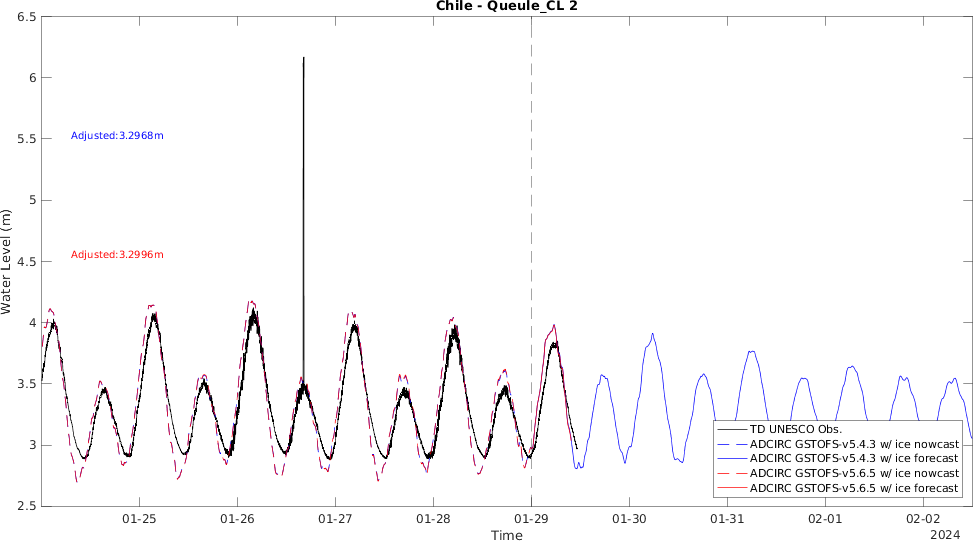 Chile - Queule_CL 2
6.5
6
5.5
5
4.5
4
3.5
3
2.5
Water Level (m)
Adjusted:3.2968m
Adjusted:3.2996m
TD UNESCO Obs.
ADCIRC GSTOFS-v5.4.3 w/ ice nowcast
ADCIRC GSTOFS-v5.4.3 w/ ice forecast
ADCIRC GSTOFS-v5.6.5 w/ ice nowcast
ADCIRC GSTOFS-v5.6.5 w/ ice forecast
01-25 01-26 01-27 01-28 01-29 01-30 01-31 02-01 02-02
Time
2024